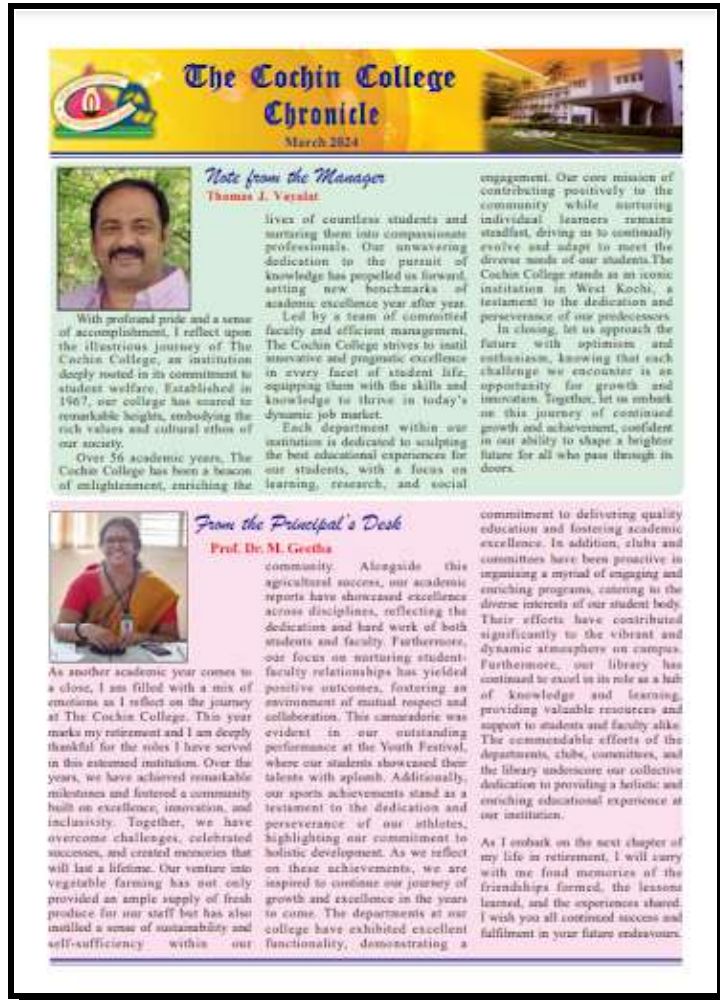 The Cochin College
Chronicle
March 2024
Note from the Manager
Thomas J. Vayalat
With profound pride and a sense
of accomplishment, I reflect upon
the illustrious journey of The
Cochin College, an institution
deeply rooted in its commitment to
student welfare. Established in
1967, our college has soared to
remarkable heights, embodying the
rich values and cultural ethos of
our society.
Over 56 academic years, The
Cochin College has been a beacon
of enlightenment, enriching the
lives of countless students and
nurturing them into compassionate
professionals. Our unwavering
dedication to the pursuit of
knowledge has propelled us forward,
setting new benchmarks of
academic excellence year after year.
Led by a team of committed
faculty and efficient management,
The Cochin College strives to instil
innovative and pragmatic excellence
in every facet of student life,
equipping them with the skills and
knowledge to thrive in today's
dynamic job market.
Each department within our
institution is dedicated to sculpting
the best educational experiences for
our students, with a focus on
learning, research, and social
engagement. Our core mission of
contributing positively to the
community while nurturing
individual learners remains
steadfast, driving us to continually
evolve and adapt to meet the
diverse needs of our students.The
Cochin College stands as an iconic
institution in West Kochi, a
testament to the dedication and
perseverance of our predecessors.
In closing, let us approach the
future with optimism and
enthusiasm, knowing that each
challenge we encounter is an
opportunity for growth and
innovation. Together, let us embark
on this journey of continued
growth and achievement, confident
in our ability to shape a brighter
future for all who pass through its
doors.
From the Principal's Desk
Prof. Dr. M. Geetha
As another academic year comes to
a close, I am filled with a mix of
emotions as I reflect on the journey
at The Cochin College. This year
marks my retirement and I am deeply
thankful for the roles I have served
in this esteemed institution. Over the
years, we have achieved remarkable
milestones and fostered a community
built on excellence, innovation, and
inclusivity. Together, we have
overcome challenges, celebrated
successes, and created memories that
will last a lifetime. Our venture into
vegetable farming has not only
provided an ample supply of fresh
produce for our staff but has also
instilled a sense of sustainability and
self-sufficiency within our
community. Alongside this
agricultural success, our academic
reports have showcased excellence
across disciplines, reflecting the
dedication and hard work of both
students and faculty. Furthermore,
our focus on nurturing student-
faculty relationships has yielded
positive outcomes, fostering an
environment of mutual respect and
collaboration. This camaraderie was
evident in our outstanding
performance at the Youth Festival,
where our students showcased their
talents with aplomb. Additionally,
our sports achievements stand as a
testament to the dedication and
perseverance of our athletes,
highlighting our commitment to
holistic development. As we reflect
on these achievements, we are
inspired to continue our journey of
growth and excellence in the years
to come. The departments at our
college have exhibited excellent
functionality, demonstrating a
commitment to delivering quality
education and fostering academic
excellence. In addition, clubs and
committees have been proactive in
organising a myriad of engaging and
enriching programs, catering to the
diverse interests of our student body.
Their efforts have contributed
significantly to the vibrant and
dynamic atmosphere on campus.
Furthermore, our library has
continued to excel in its role as a hub
of knowledge and learning,
providing valuable resources and
support to students and faculty alike.
The commendable efforts of the
departments, clubs, committees, and
the library underscore our collective
dedication to providing a holistic and
enriching educational experience at
our institution.
As I embark on the next chapter of
my life in retirement, I will carry
with me fond memories of the
friendships formed, the lessons
learned, and the experiences shared.
I wish you all continued success and
fulfilment in your future endeavours.